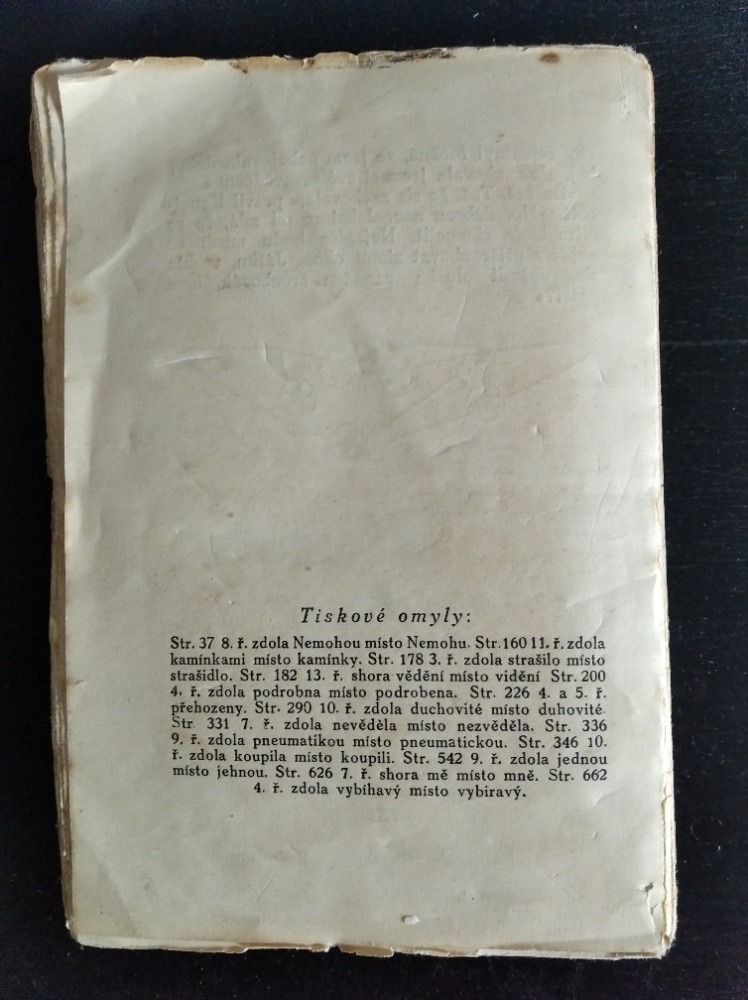 Tiskové omyly:
Str. 37 8. ř. zdola Nemohou místo Nemohu. Str.160 11. ř. zdola
kamínkami místo kamínky. Str. 178 3. ř. zdola strašilo místo
strašidlo. Str. 182 13. ř. shora vědění místo vidění Str. 200
4. ř. zdola podrobna místo podrobena. Str. 226 4. a 5. ř.
přehozeny. Str. 290 10. ř. zdola duchovité místo duhovité.
Str 331 7. ř. zdola nevěděla místo nezvěděla. Str. 336
9. ř. zdola pneumatikou místo pneumatickou. Str. 346 10.
ř. zdola koupila místo koupili. Str. 542 9. ř. zdola jednou
místo jehnou. Str. 626 7. ř. shora mě místo mně. Str. 662
4. ř. zdola vybíhavý místo vybiravý.